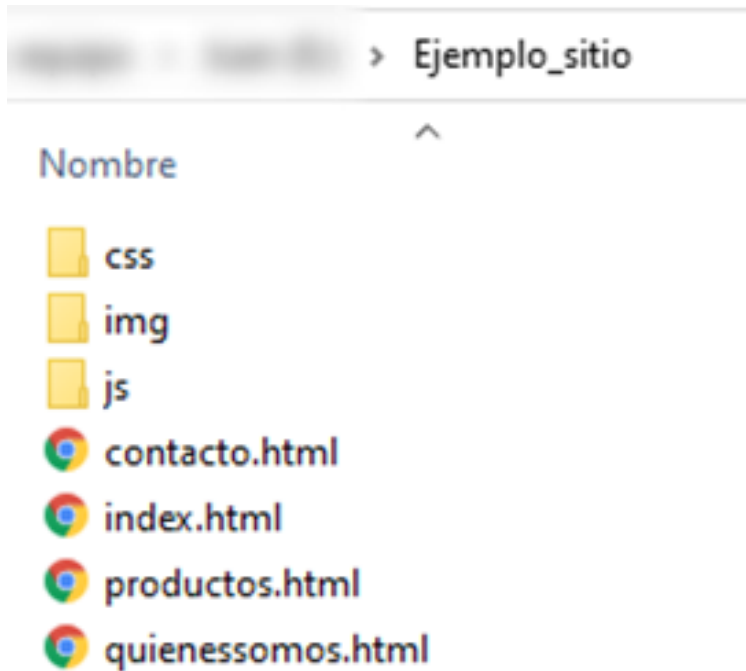 > Ejemplo_sitio
Nombre
css
img
js
contacto.html
index.html
productos.html
quienessomos.html